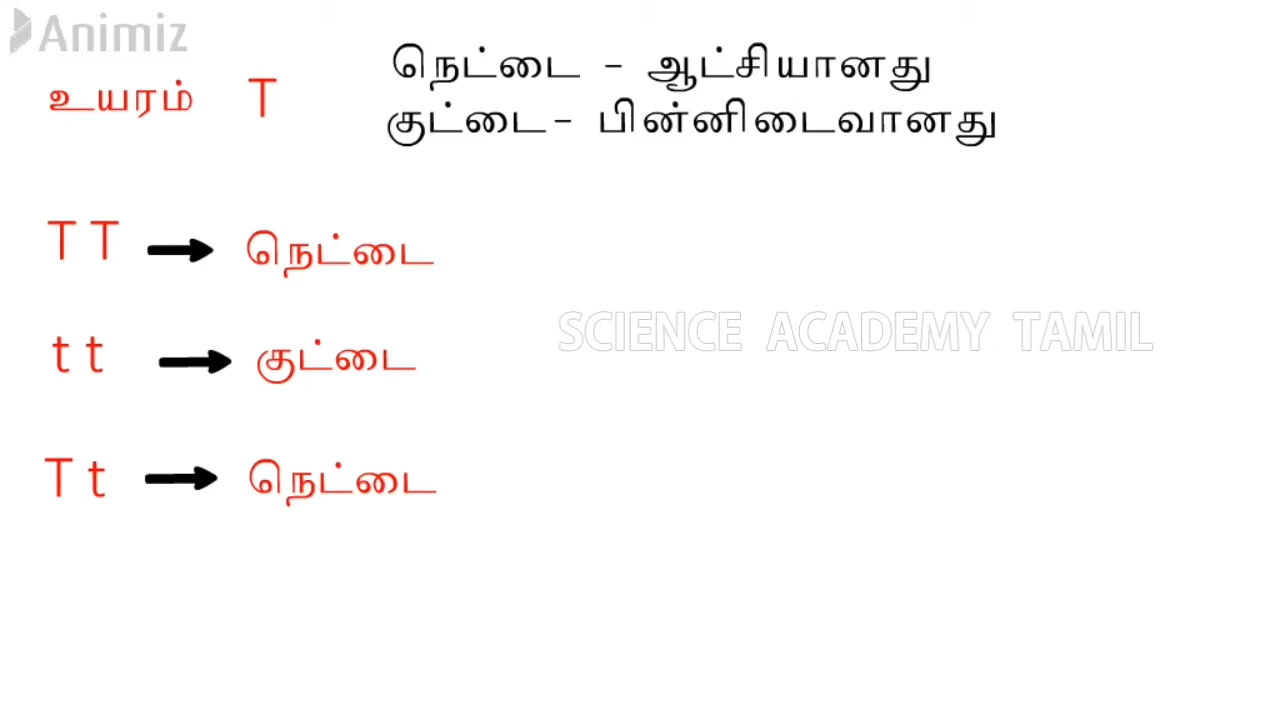 Animiz
உயரம் T
நெட்டை - ஆட்சியானது
குட்டை- பின்னிடைவானது
T T → நெட்டை
SCIENCE ACADEMY TAMIL
t t → குட்டை
T t → நெட்டை